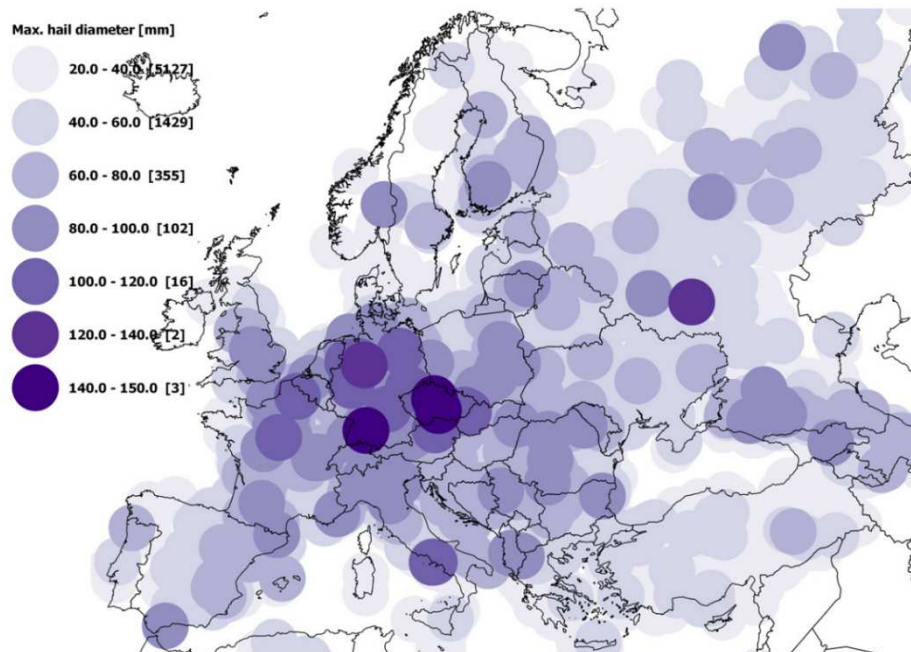 Max. hail diameter [mm]
20.0 - 40.0 [5127]
40.0 - 60.0 [1429]
60.0 - 80.0 [355]
80.0 - 100.0 [102]
100.0 - 120.0 [16]
120.0 - 140.0 [2]
140.0 - 150.0 [3]